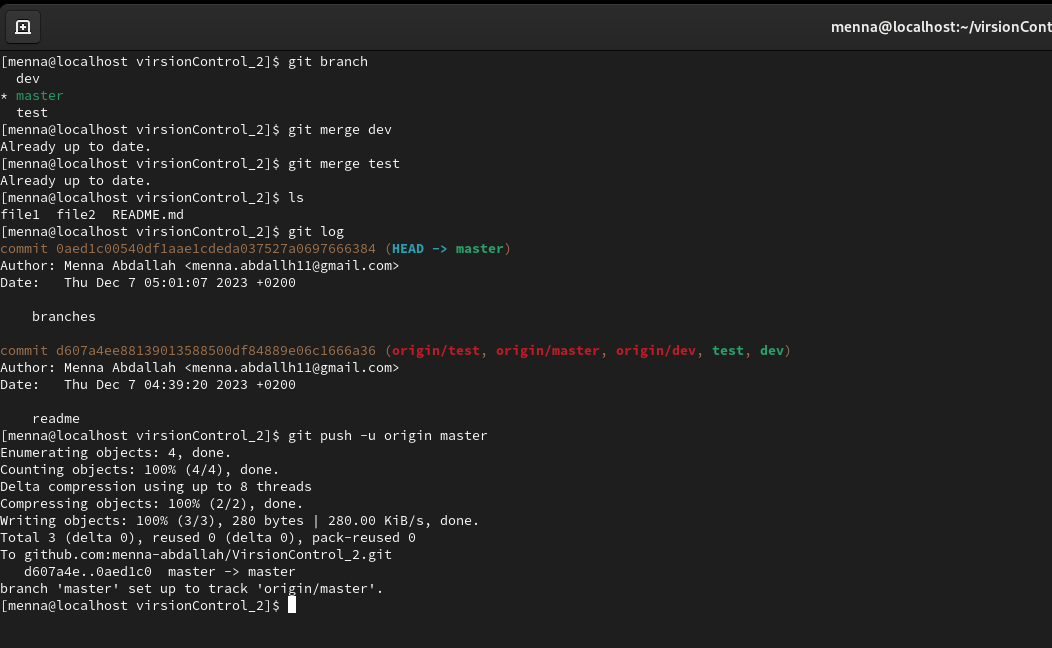 menna@localhost:~/virsionCont
[menna@localhost virsionControl_2]$ git branch
  dev
* master
  test
[menna@localhost virsionControl_2]$ git merge dev
Already up to date.
[menna@localhost virsionControl_2]$ git merge test
Already up to date.
[menna@localhost virsionControl_2]$ ls
file1  file2  README.md
[menna@localhost virsionControl_2]$ git log
commit 0aed1c00540df1aae1cdeda037527a0697666384 (HEAD -> master)
Author: Menna Abdallah <menna.abdallh11@gmail.com>
Date:   Thu Dec 7 05:01:07 2023 +0200

    branches

commit d607a4ee88139013588500df84889e06c1666a36 (origin/test, origin/master, origin/dev, test, dev)
Author: Menna Abdallah <menna.abdallh11@gmail.com>
Date:   Thu Dec 7 04:39:20 2023 +0200

    readme
[menna@localhost virsionControl_2]$ git push -u origin master
Enumerating objects: 4, done.
Counting objects: 100% (4/4), done.
Delta compression using up to 8 threads
Compressing objects: 100% (2/2), done.
Writing objects: 100% (3/3), 280 bytes | 280.00 KiB/s, done.
Total 3 (delta 0), reused 0 (delta 0), pack-reused 0
To github.com:menna-abdallah/VirsionControl_2.git
   d607a4e..0aed1c0  master -> master
branch 'master' set up to track 'origin/master'.
[menna@localhost virsionControl_2]$